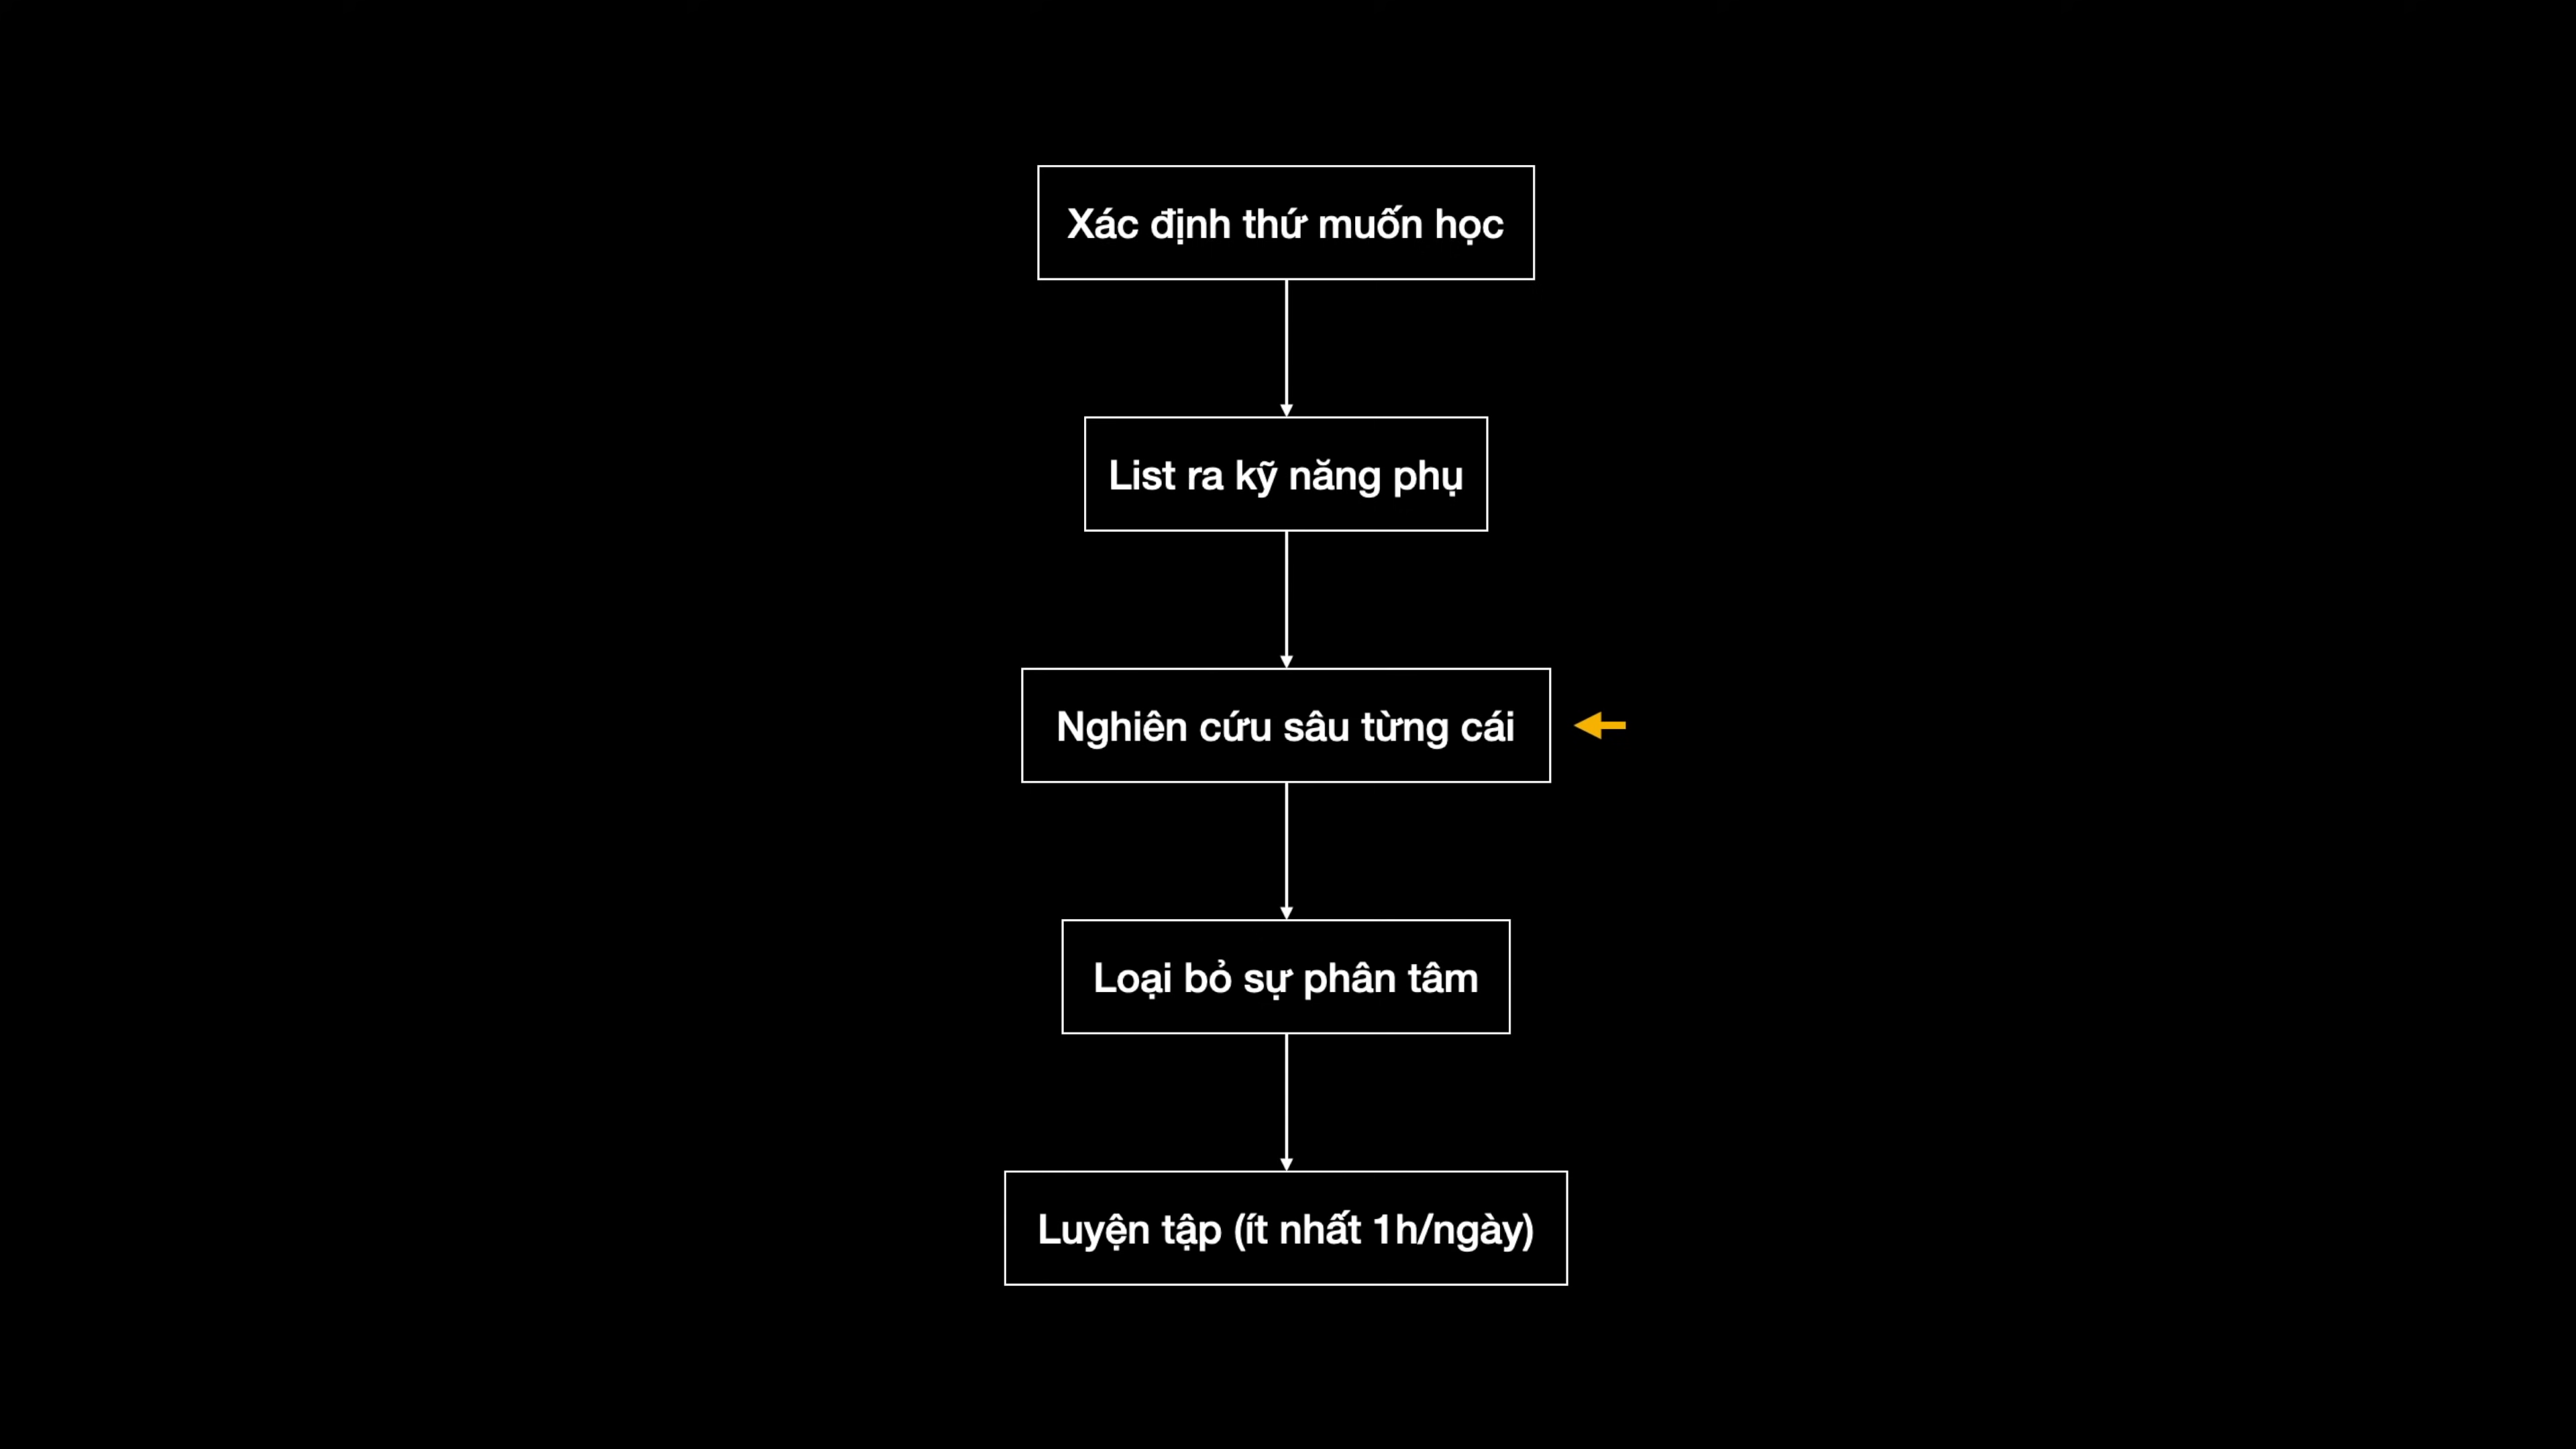 Xác định thứ muốn học
List ra kỹ năng phụ
Nghiên cứu sâu từng cái
Loại bỏ sự phân tâm
Luyện tập (ít nhất 1h/ngày)